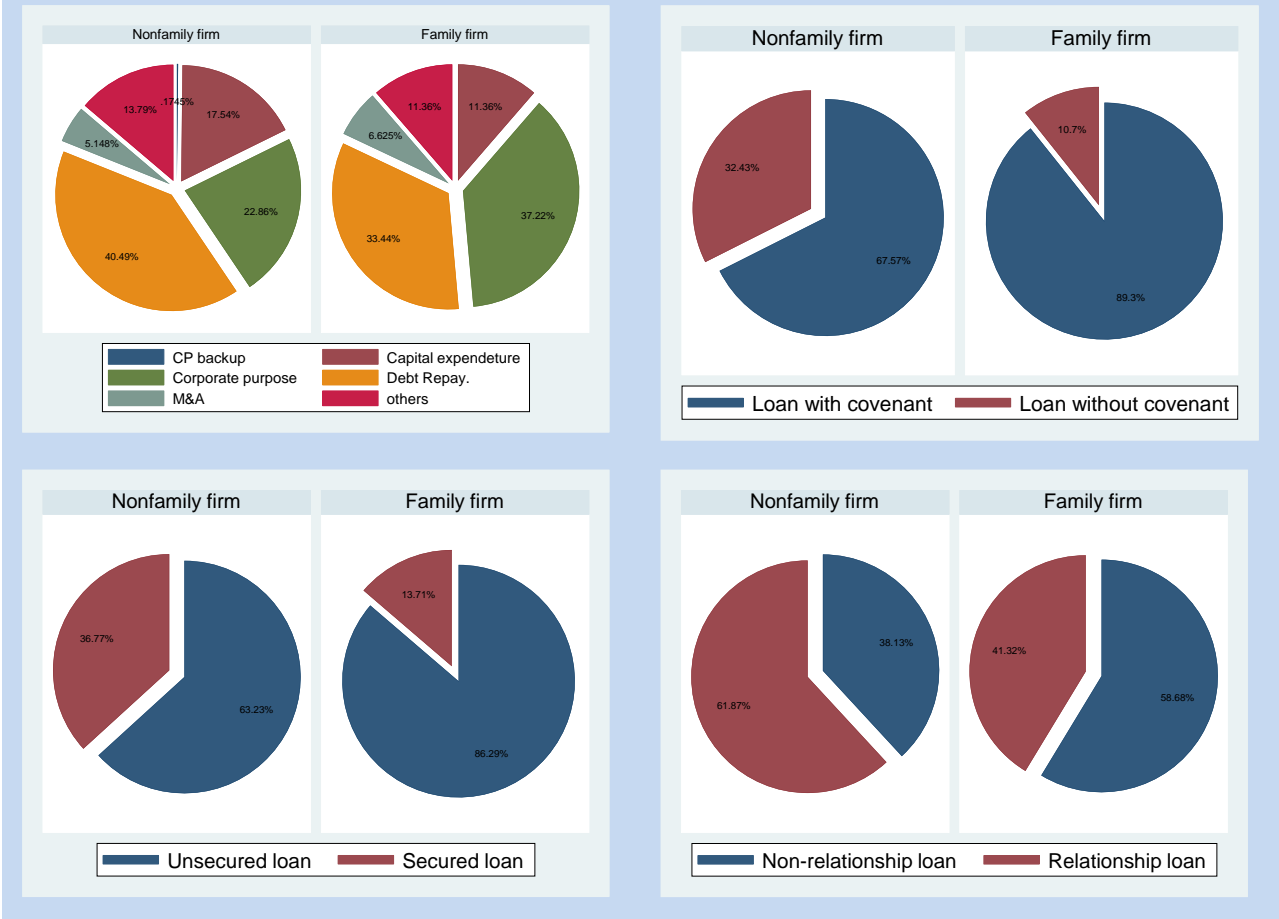 Nonfamily firm Family firm
13.79% .1745% 17.54% 5.148% 22.86% 40.49%
11.36% 11.36% 6.625% 37.22% 33.44%
CP backup Capital expendeture
Corporate purpose Debt Repay.
M&A others
Nonfamily firm Family firm
32.43% 67.57%
10.7% 89.3%
Loan with covenant Loan without covenant
Nonfamily firm Family firm
36.77% 63.23%
13.71% 86.29%
Unsecured loan Secured loan
Nonfamily firm Family firm
38.13% 61.87%
41.32% 58.68%
Non-relationship loan Relationship loan